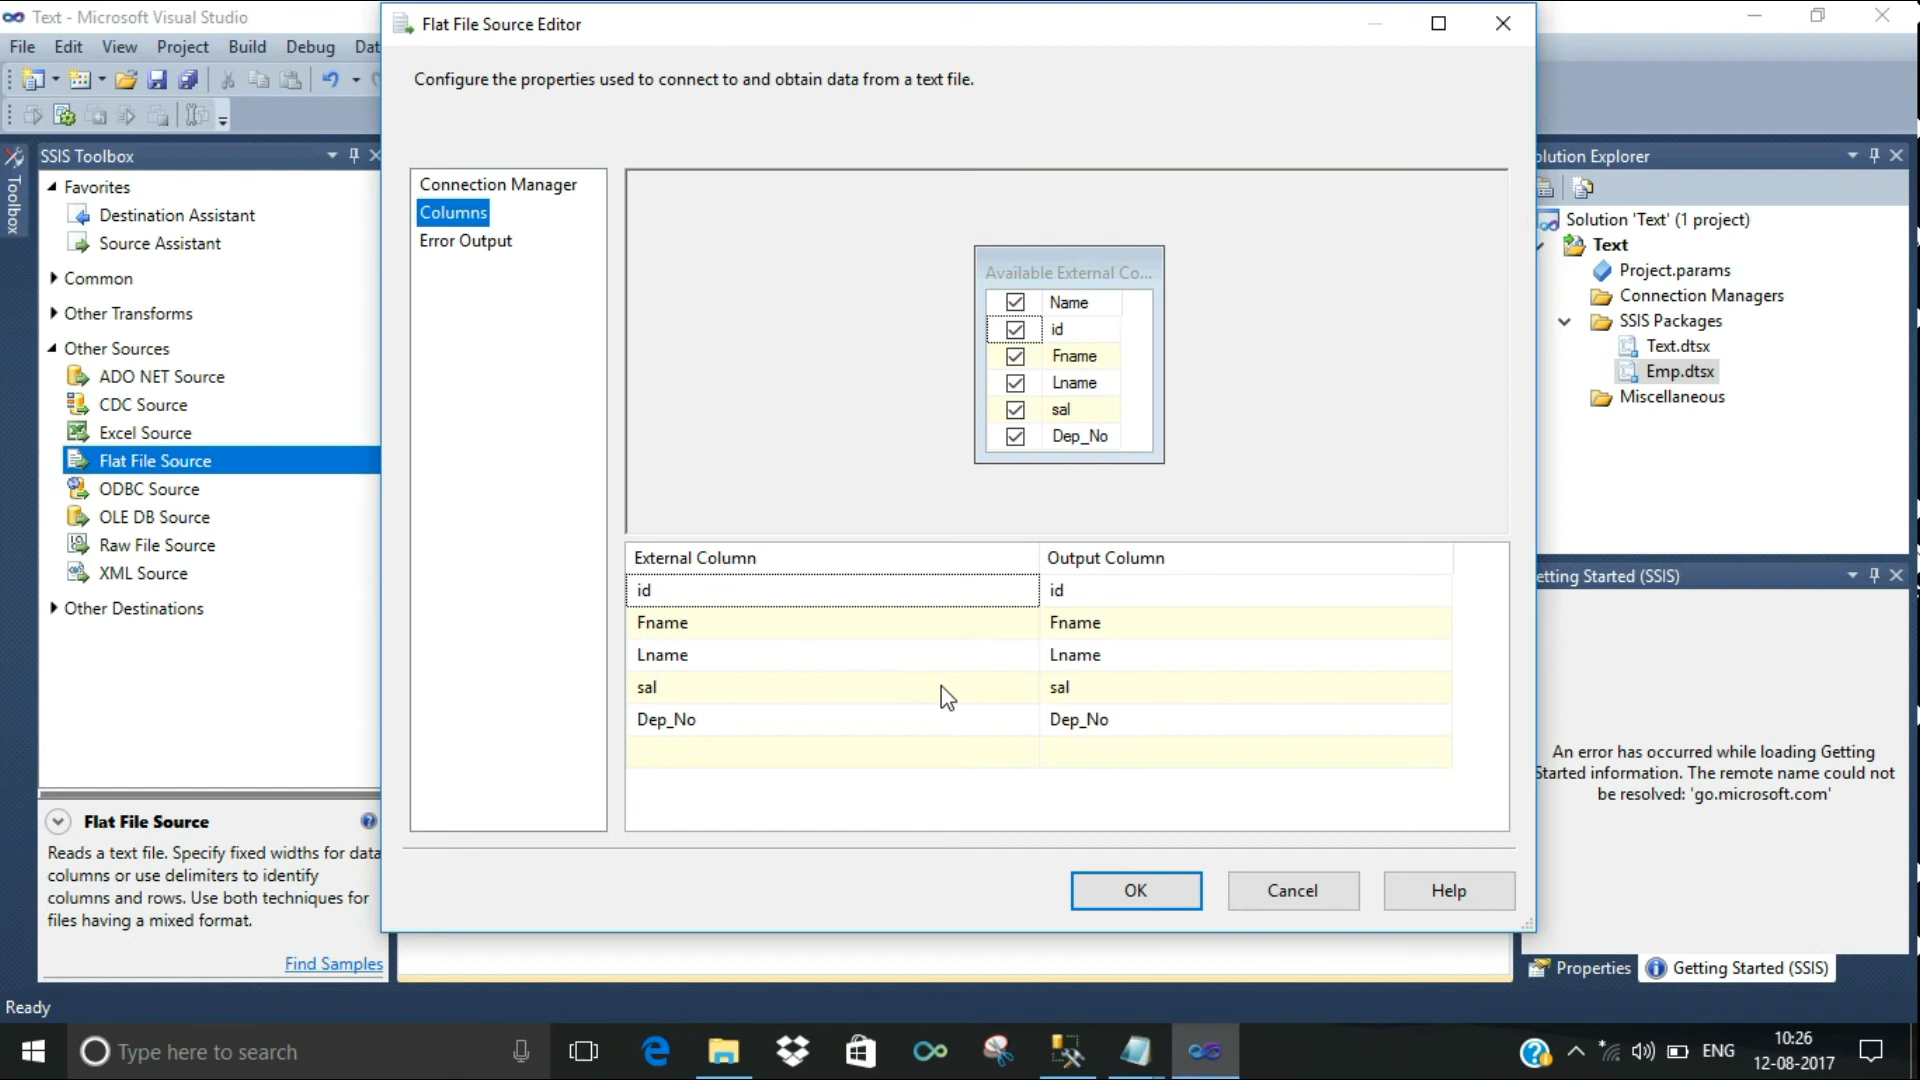 Text - Microsoft Visual Studio
File Edit View Project Build Debug Dat
SSIS Toolbox
Toolbox
Favorites
Destination Assistant
Source Assistant
Common
Other Transforms
Other Sources
ADO NET Source
CDC Source
Excel Source
Flat File Source
ODBC Source
OLE DB Source
Raw File Source
XML Source
Other Destinations
Flat File Source
Reads a text file. Specify fixed widths for data
columns or use delimiters to identify
columns and rows. Use both techniques for
files having a mixed format.
Find Samples
Ready
Flat File Source Editor
Configure the properties used to connect to and obtain data from a text file.
Connection Manager
Columns
Error Output
Available External Co...
Name
id
Fname
Lname
sal
Dep_No
External Column Output Column
id id
Fname Fname
Lname Lname
sal sal
Dep_No Dep_No
OK Cancel Help
olution Explorer
Solution 'Text' (1 project)
Text
Project.params
Connection Managers
SSIS Packages
Text.dtsx
Emp.dtsx
Miscellaneous
etting Started (SSIS)
An error has occurred while loading Getting
Started information. The remote name could not
be resolved: 'go.microsoft.com'
Properties Getting Started (SSIS)
Type here to search
ENG
10:26
12-08-2017